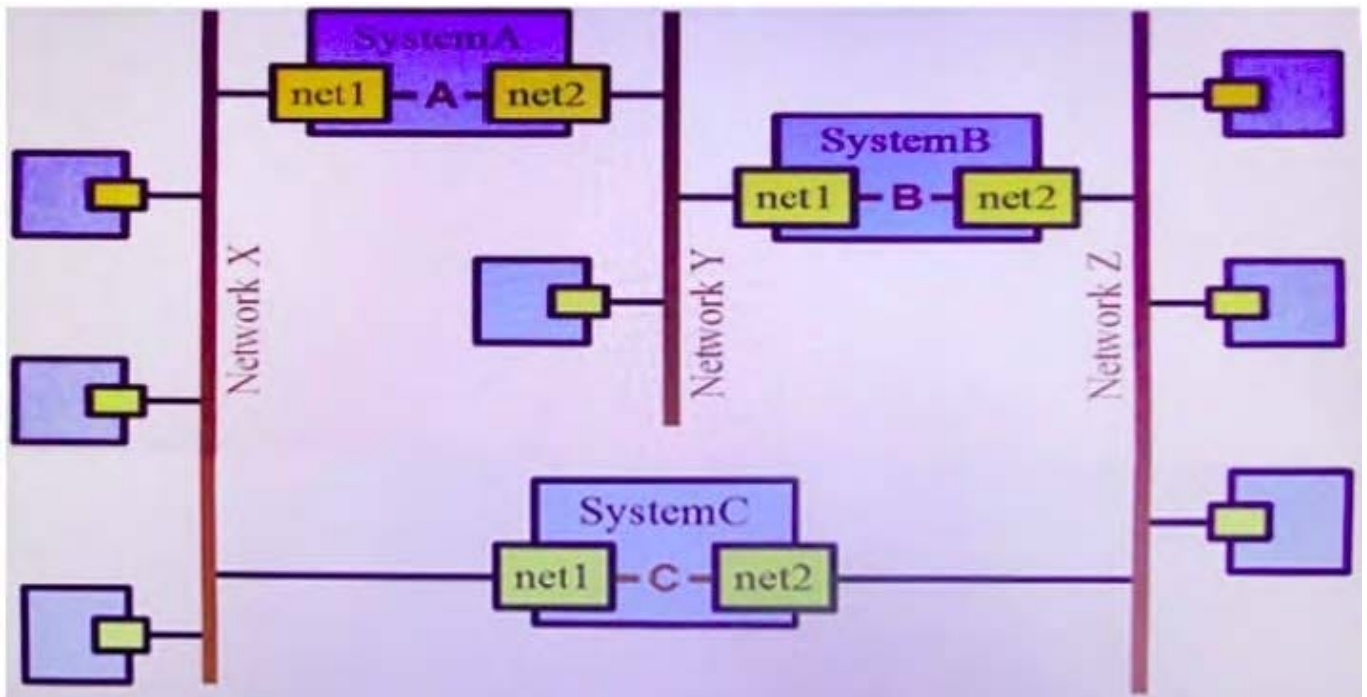 SystemA
net1 A net2
SystemB
net1 B net2
Network X
Network Y
Network Z
SystemC
net1 C net2